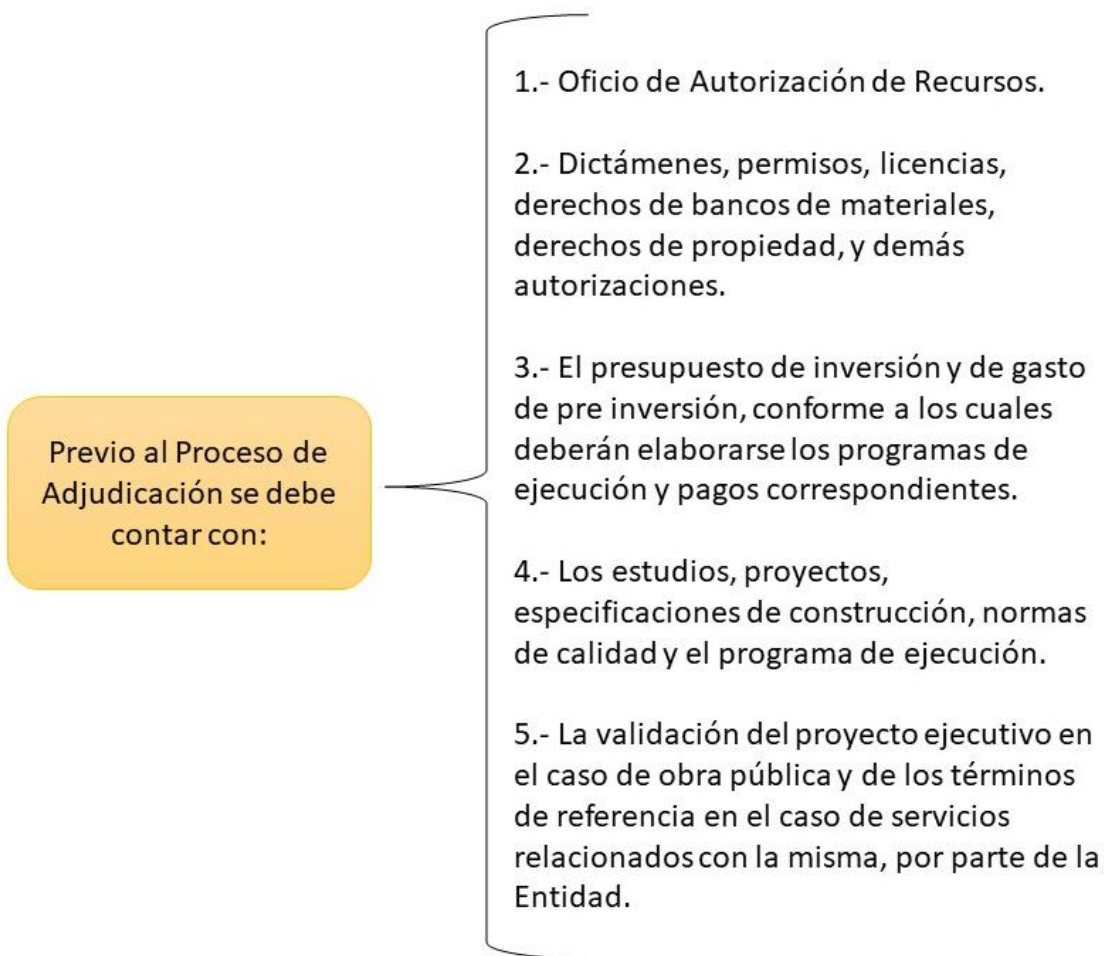 Previo al Proceso de
Adjudicación se debe
contar con:
1.- Oficio de Autorización de Recursos.
2.- Dictámenes, permisos, licencias,
derechos de bancos de materiales,
derechos de propiedad, y demás
autorizaciones.
3.- El presupuesto de inversión y de gasto
de pre inversión, conforme a los cuales
deberán elaborarse los programas de
ejecución y pagos correspondientes.
4.- Los estudios, proyectos,
especificaciones de construcción, normas
de calidad y el programa de ejecución.
5.- La validación del proyecto ejecutivo en
el caso de obra pública y de los términos
de referencia en el caso de servicios
relacionados con la misma, por parte de la
Entidad.